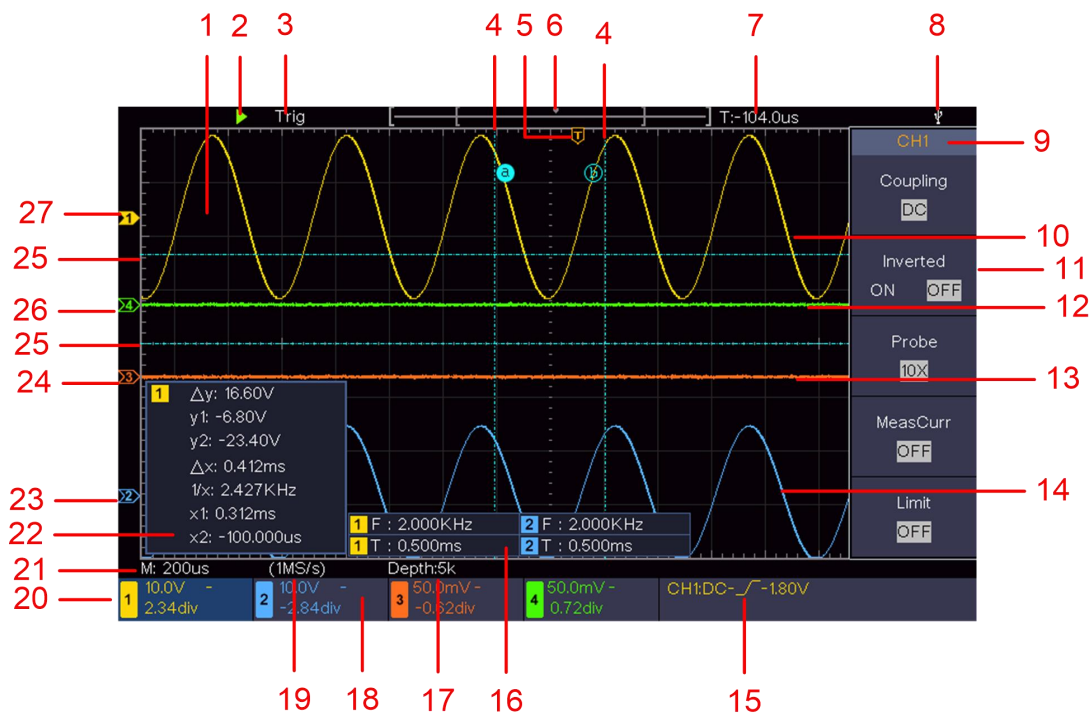 1 2 3 4 5 6 4 7 8
Trig T:-104.0us
T
CH1 9
a b
Coupling
DC
27 1
10
25
Inverted 11
ON OFF
26 4
12
25
Probe
24 3
10X 13
1 Δy: 16.60V
y1: -6.80V
y2: -23.40V
Δx: 0.412ms
1/x: 2.427KHz
x1: 0.312ms
x2: -100.000us
MeasCurr
OFF
23 2
14
Limit
OFF
22
1 F : 2.000KHz 2 F : 2.000KHz
1 T : 0.500ms 2 T : 0.500ms
21 M: 200us (1MS/s) Depth:5k
20 1 10.0V - 2 10.0V - 3 50.0mV - 4 50.0mV - CH1:DC- -1.80V
2.34div -2.84div -0.62div 0.72div
19 18 17 16 15